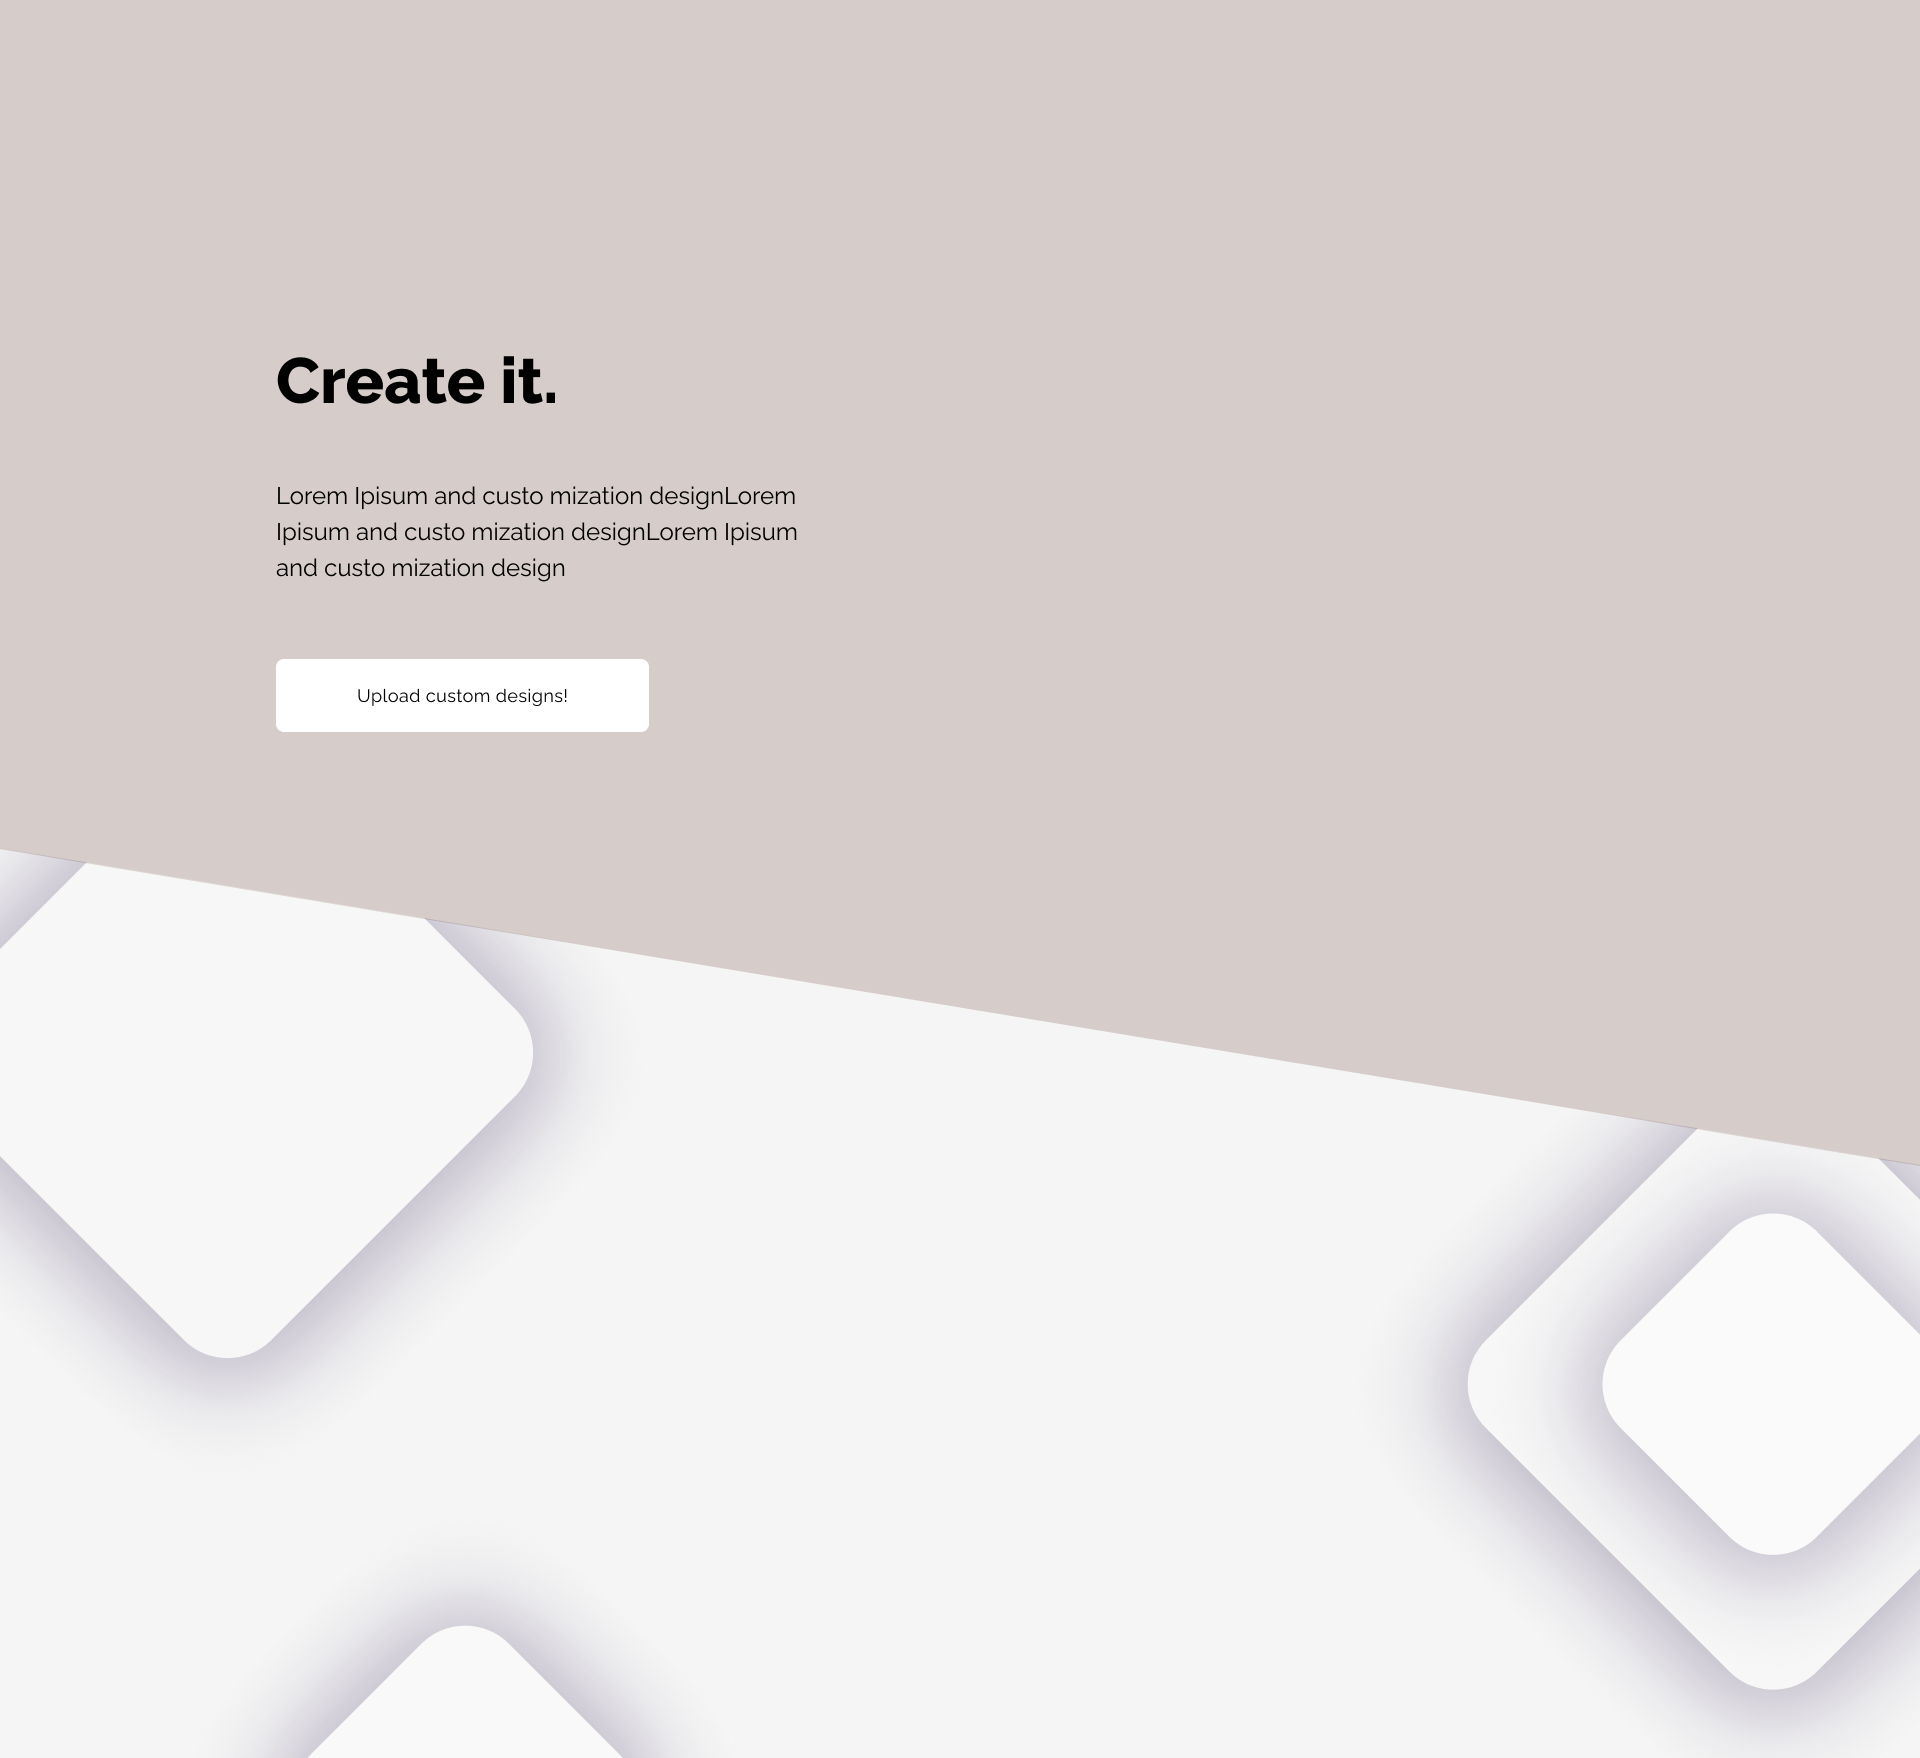 Create it.
Lorem Ipisum and custo mization designLorem
Ipisum and custo mization designLorem Ipisum
and custo mization design
Upload custom designs!